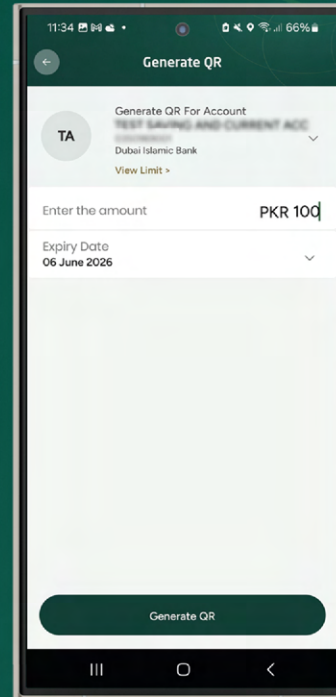 11:34
66%
Generate QR
Generate QR For Account
TA
Dubai Islamic Bank
View Limit >
Enter the amount
PKR 100
Expiry Date
06 June 2026
Generate QR